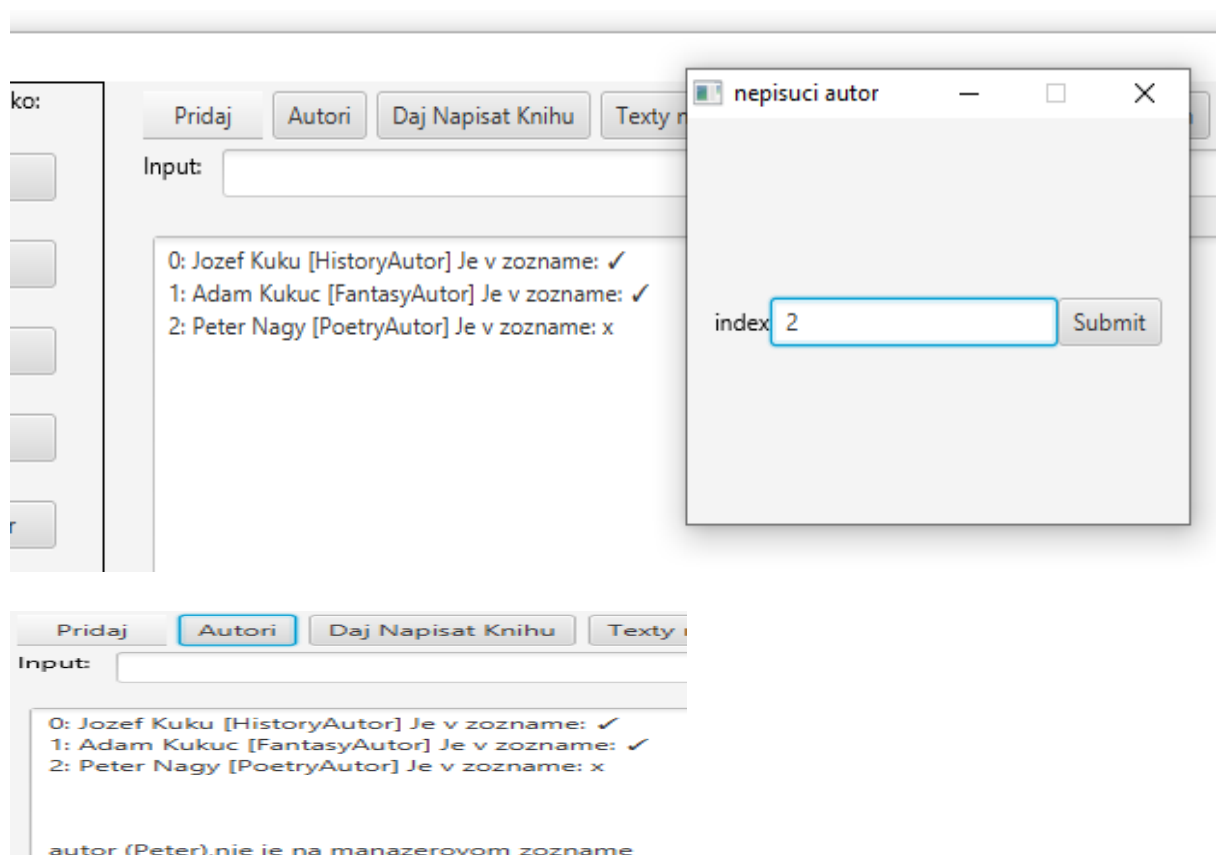 ko:
nepisuci autor
Pridaj Autori Daj Napisat Knihu Texty
Input:
0: Jozef Kuku [HistoryAutor] Je v zozname: ✓
1: Adam Kukuc [FantasyAutor] Je v zozname: ✓
2: Peter Nagy [PoetryAutor] Je v zozname: x
index 2 Submit
r
Pridaj Autori Daj Napisat Knihu Texty
Input:
0: Jozef Kuku [HistoryAutor] Je v zozname: ✓
1: Adam Kukuc [FantasyAutor] Je v zozname: ✓
2: Peter Nagy [PoetryAutor] Je v zozname: x
autor (Peter).nie je na manazerovom zozname